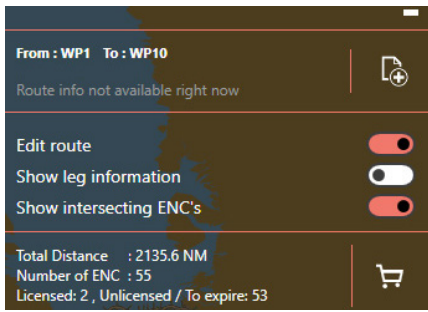 From : WP1 To : WP10
Route info not available right now
Edit route
Show leg information
Show intersecting ENC's
Total Distance : 2135.6 NM
Number of ENC : 55
Licensed: 2 , Unlicensed / To expire: 53